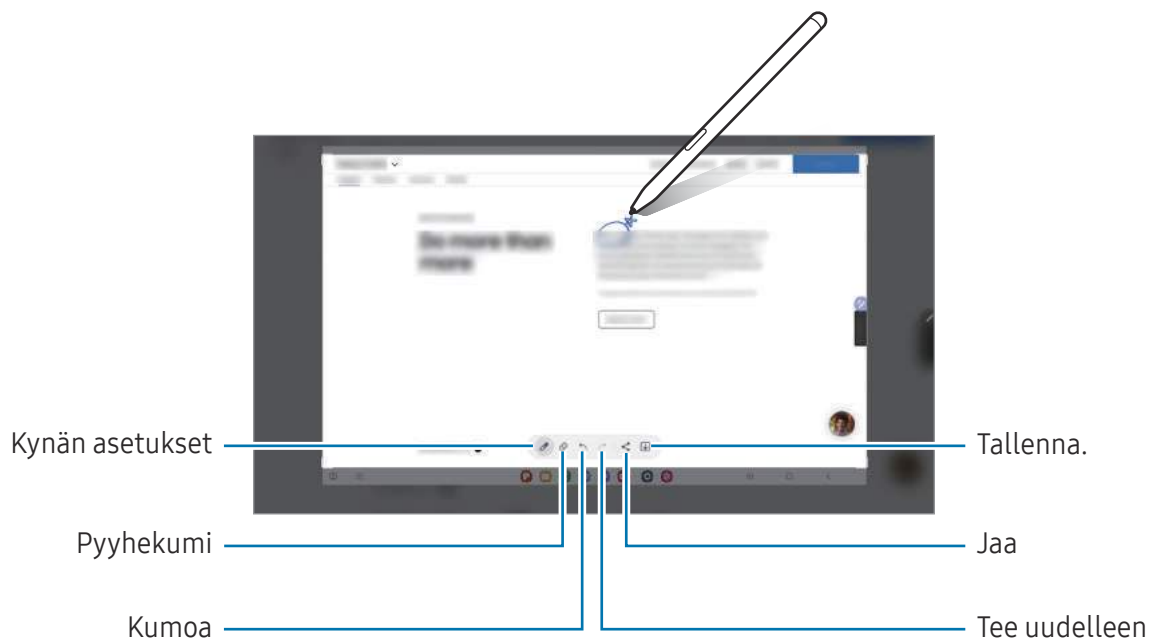 Kynän asetukset
Tallenna.
Pyyhekumi
Jaa
Kumoa
Tee uudelleen